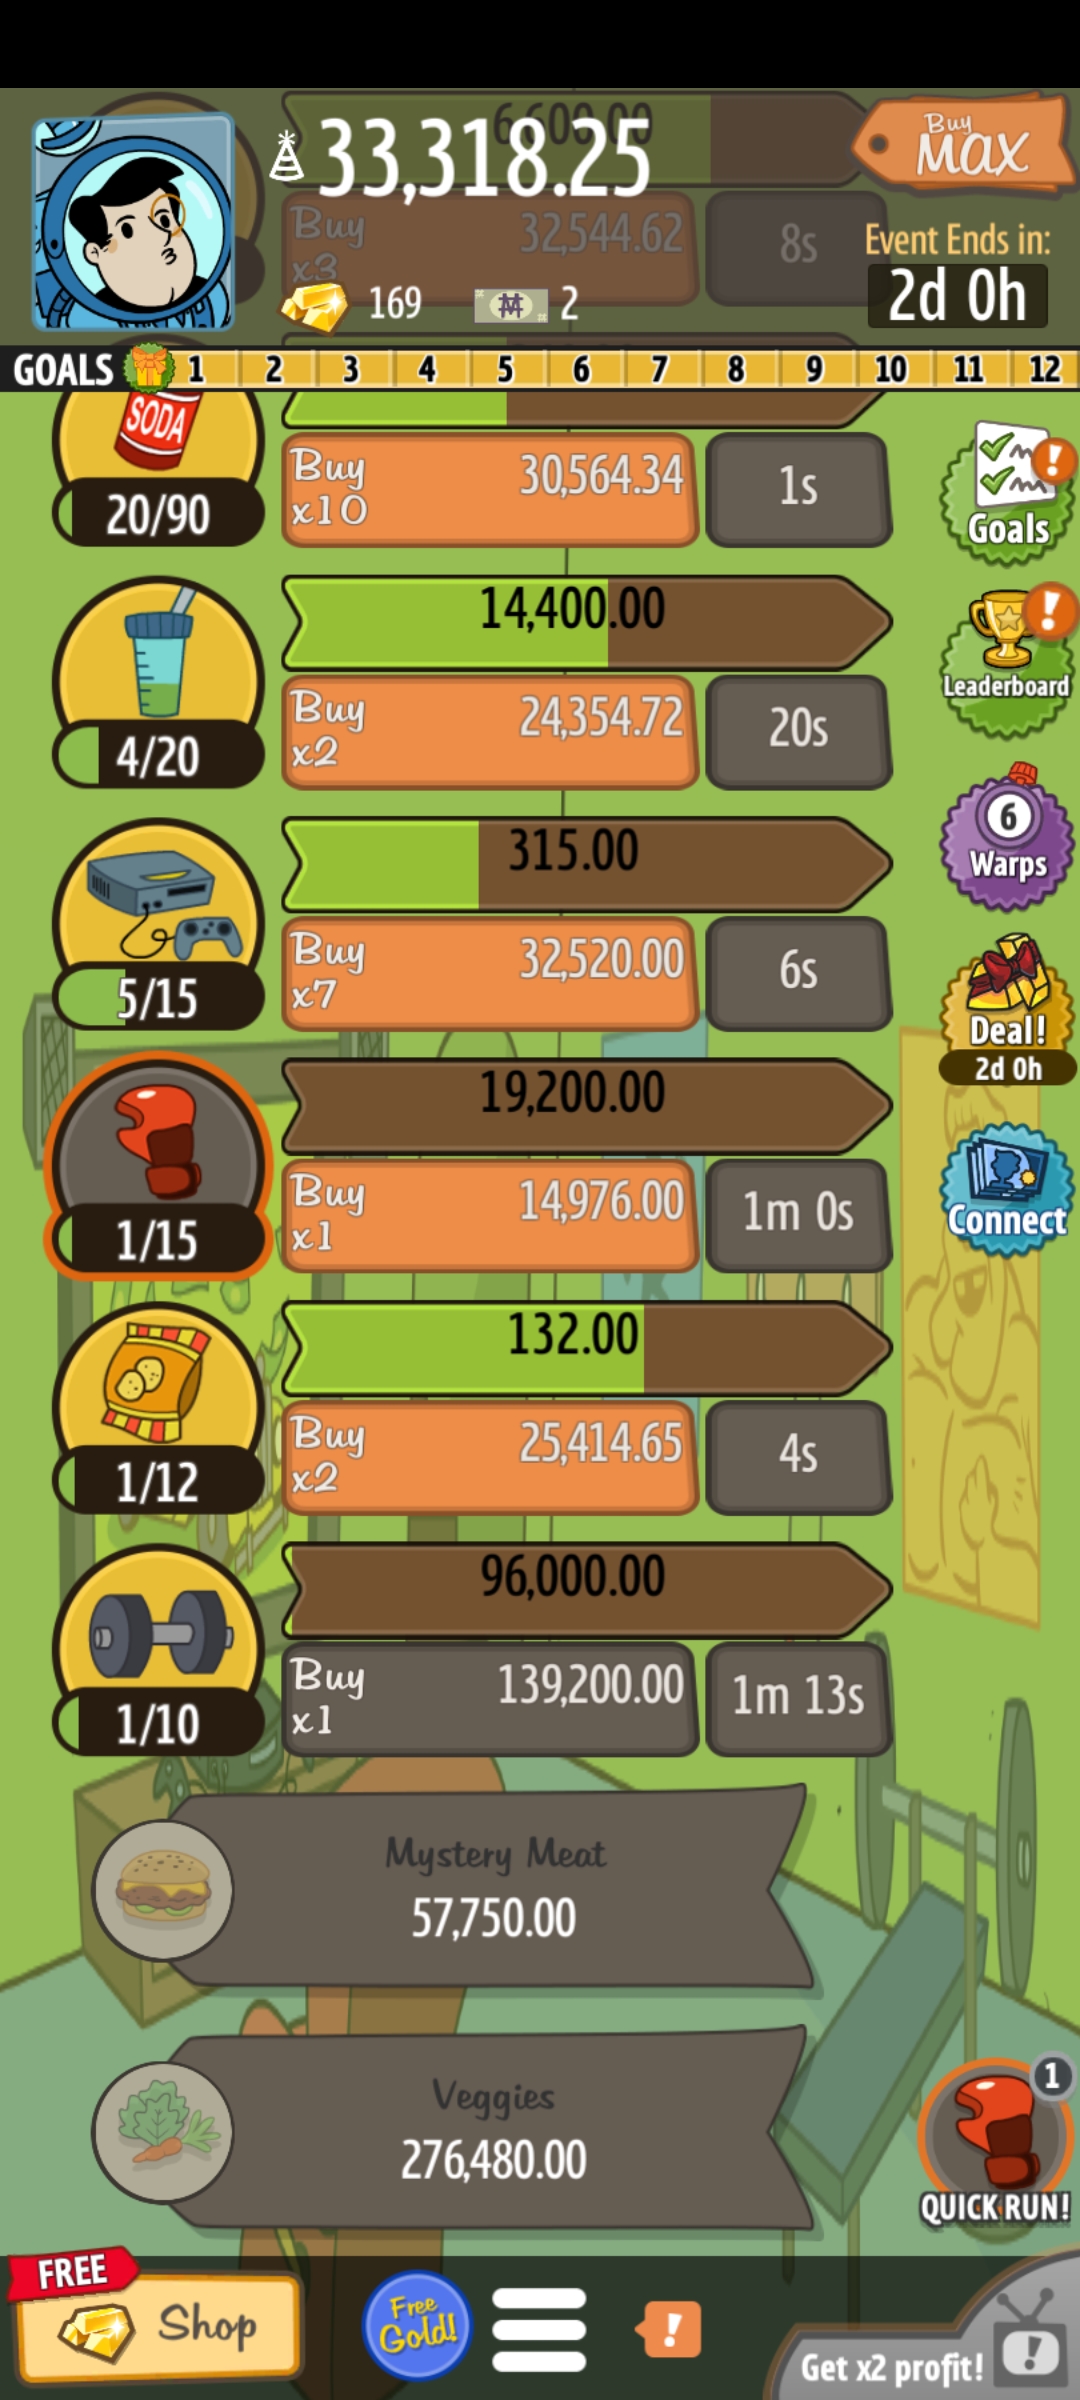 6,600.00
33,318.25
Buy
MAX
Buy
x3
32,544.62
8s
Event Ends in:
2d 0h
169
2
GOALS 1 2 3 4 5 6 7 8 9 10 11 12
SODA
20/90
Buy
x10
30,564.34
1s
Goals
14,400.00
4/20
Buy
x2
24,354.72
20s
Leaderboard
315.00
5/15
Buy
x7
32,520.00
6s
6
Warps
19,200.00
1/15
Buy
x1
14,976.00
1m 0s
Deal!
2d 0h
Connect
132.00
1/12
Buy
x2
25,414.65
4s
96,000.00
1/10
Buy
x1
139,200.00
1m 13s
Mystery Meat
57,750.00
Veggies
276,480.00
1
QUICK RUN!
FREE
Shop
Free
Gold!
!
Get x2 profit!